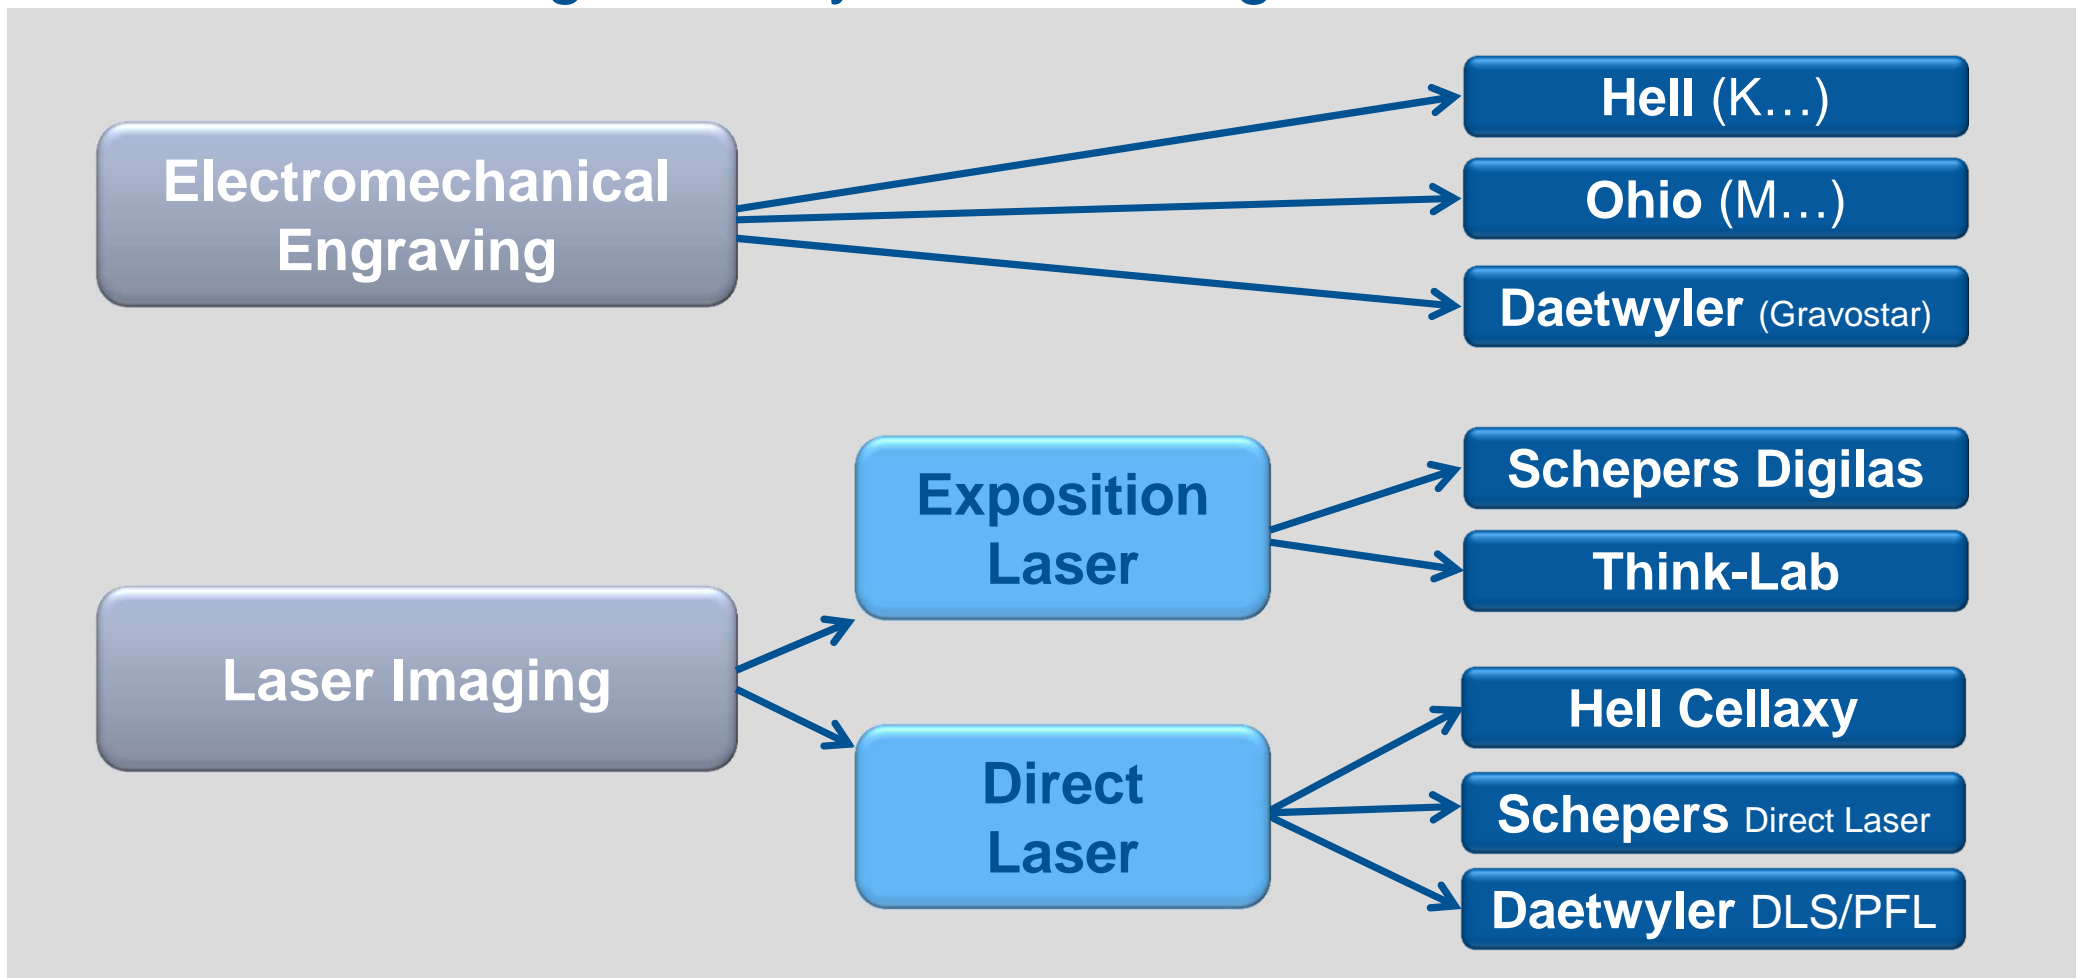 Electromechanical
Engraving
Hell (K…)
Ohio (M…)
Daetwyler (Gravostar)
Laser Imaging
Exposition
Laser
Schepers Digilas
Think-Lab
Direct
Laser
Hell Cellaxy
Schepers Direct Laser
Daetwyler DLS/PFL